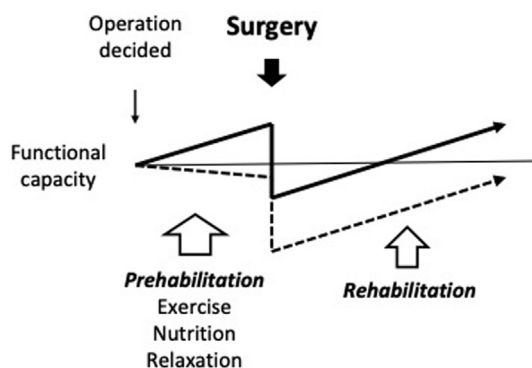 Operation
decided
Surgery
Functional
capacity
Prehabilitation
Exercise
Nutrition
Relaxation
Rehabilitation